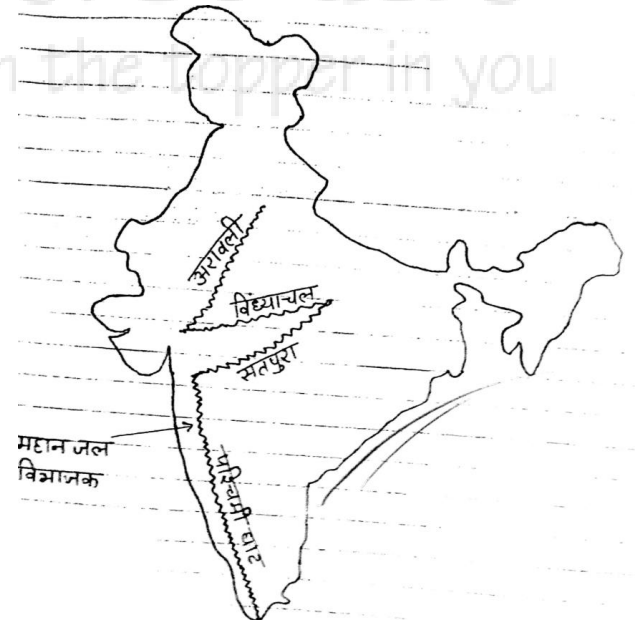 n the topper in you
अरावली
विंध्याचल
सतपुरा
महान जल
विभाजक
पश्चिमी घाट